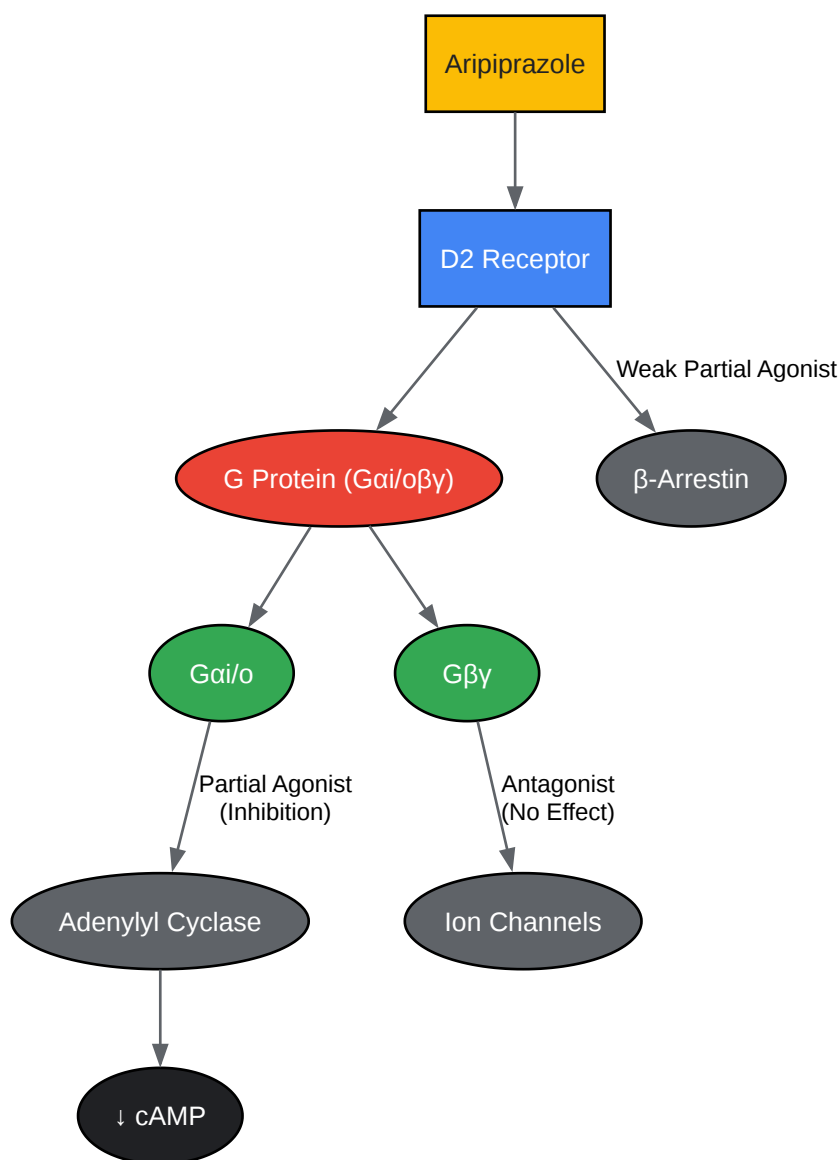 Aripiprazole
D2 Receptor
Weak Partial Agonist
G Protein (Gαi/oβγ)
β-Arrestin
Gαi/o
Gβγ
Partial Agonist
(Inhibition)
Antagonist
(No Effect)
Adenylyl Cyclase
Ion Channels
↓ cAMP